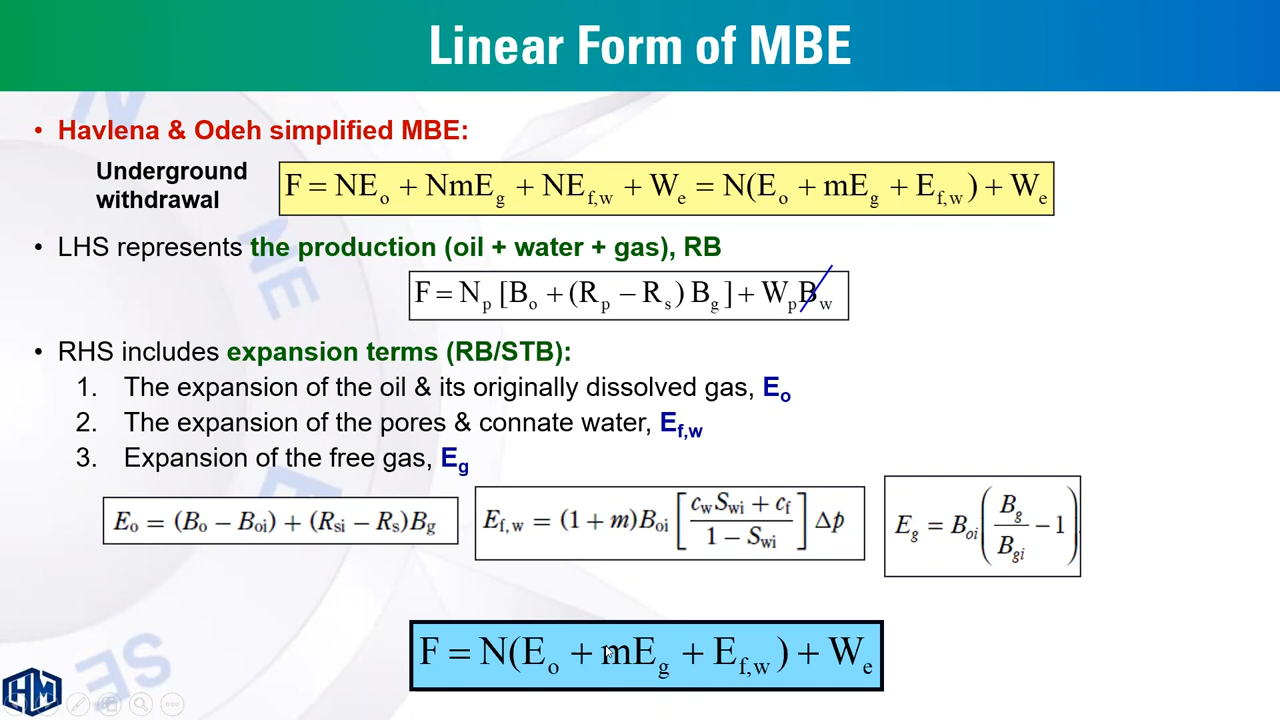 Linear Form of MBE
• Havlena & Odeh simplified MBE:
Underground
withdrawal
F = NE_o + NmE_g + NE_f,w + W_e = N(E_o + mE_g + E_f,w) + W_e
• LHS represents the production (oil + water + gas), RB
F = N_p [B_o + (R_p − R_s) B_g] + W_p B_w
• RHS includes expansion terms (RB/STB):
1. The expansion of the oil & its originally dissolved gas, E_o
2. The expansion of the pores & connate water, E_f,w
3. Expansion of the free gas, E_g
E_o = (B_o − B_oi) + (R_si − R_s)B_g
E_f,w = (1 + m)B_oi [(c_w S_wi + c_f) / (1 − S_wi)] Δp
E_g = B_oi (B_g / B_gi − 1)
F = N(E_o + mE_g + E_f,w) + W_e
NE
N
E
SE
HM